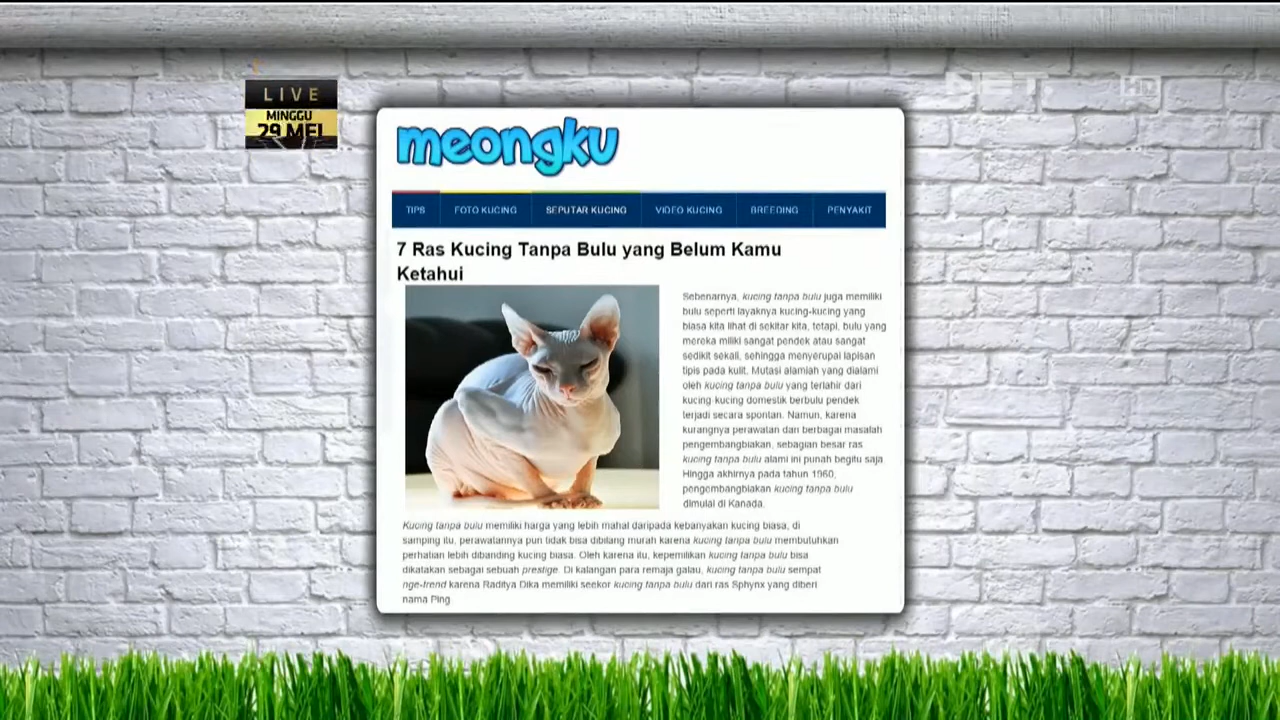 LIVE
MINGGU
29 MEI
NET.
HD
meongku
TIPS
FOTO KUCING
SEPUTAR KUCING
VIDEO KUCING
BREEDING
PENYAKIT
7 Ras Kucing Tanpa Bulu yang Belum Kamu
Ketahui
Sebenarnya, kucing tanpa bulu juga memiliki
bulu seperti layaknya kucing-kucing yang
biasa kita lihat di sekitar kita, tetapi, bulu yang
mereka miliki sangat pendek atau sangat
sedikit sekali, sehingga menyerupai lapisan
tipis pada kulit. Mutasi alamiah yang dialami
oleh kucing tanpa bulu yang terlahir dari
kucing-kucing domestik berbulu pendek
terjadi secara spontan. Namun, karena
kurangnya perawatan dan berbagai masalah
pengembangbiakan, sebagian besar ras
kucing tanpa bulu alami ini punah begitu saja
Hingga akhirnya pada tahun 1960,
pengembangbiakan kucing tanpa bulu
dimulai di Kanada.
Kucing tanpa bulu memiliki harga yang lebih mahal daripada kebanyakan kucing biasa, di
samping itu, perawatannya pun tidak bisa dibilang murah karena kucing tanpa bulu membutuhkan
perhatian lebih dibanding kucing biasa. Oleh karena itu, kepemilikan kucing tanpa bulu bisa
dikatakan sebagai sebuah prestige. Di kalangan para remaja galau, kucing tanpa bulu sempat
nge-trend karena Raditya Dika memiliki seekor kucing tanpa bulu dari ras Sphynx yang diberi
nama Ping